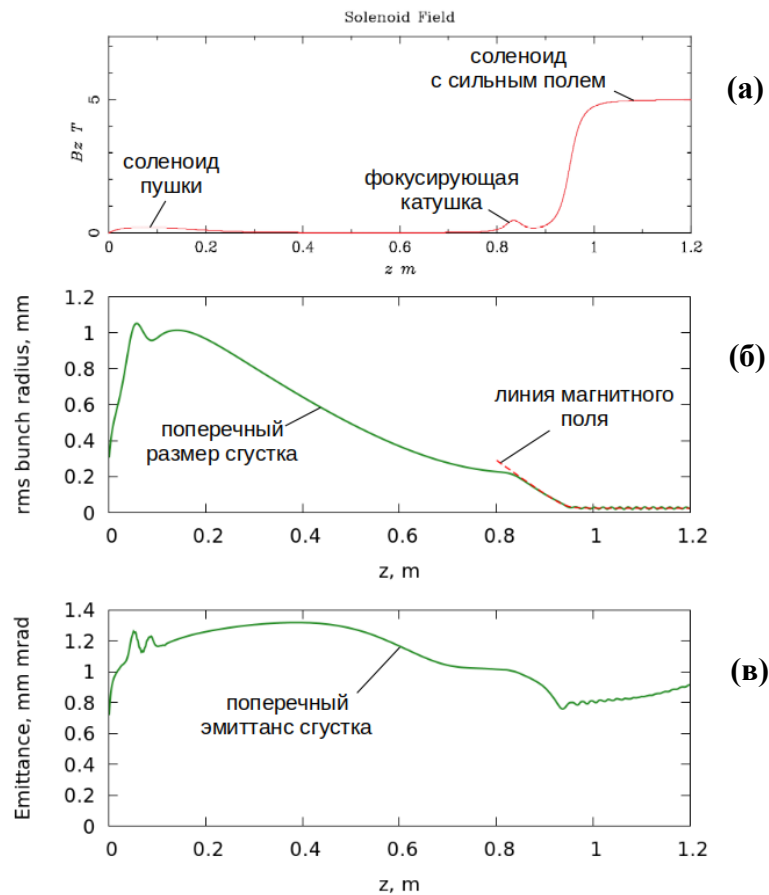 Solenoid Field
соленоид
с сильным полем
(а)
5
Bz T
соленоид
пушки
фокусирующая
катушка
0
0 0.2 0.4 0.6 0.8 1 1.2
z m
1.2
(б)
1
линия магнитного
поля
0.8
rms bunch radius, mm
0.6
поперечный
размер сгустка
0.4
0.2
0
0 0.2 0.4 0.6 0.8 1 1.2
z, m
1.4
1.2
1
(в)
Emittance, mm mrad
0.8
поперечный
эмиттанс сгустка
0.6
0.4
0.2
0
0 0.2 0.4 0.6 0.8 1 1.2
z, m